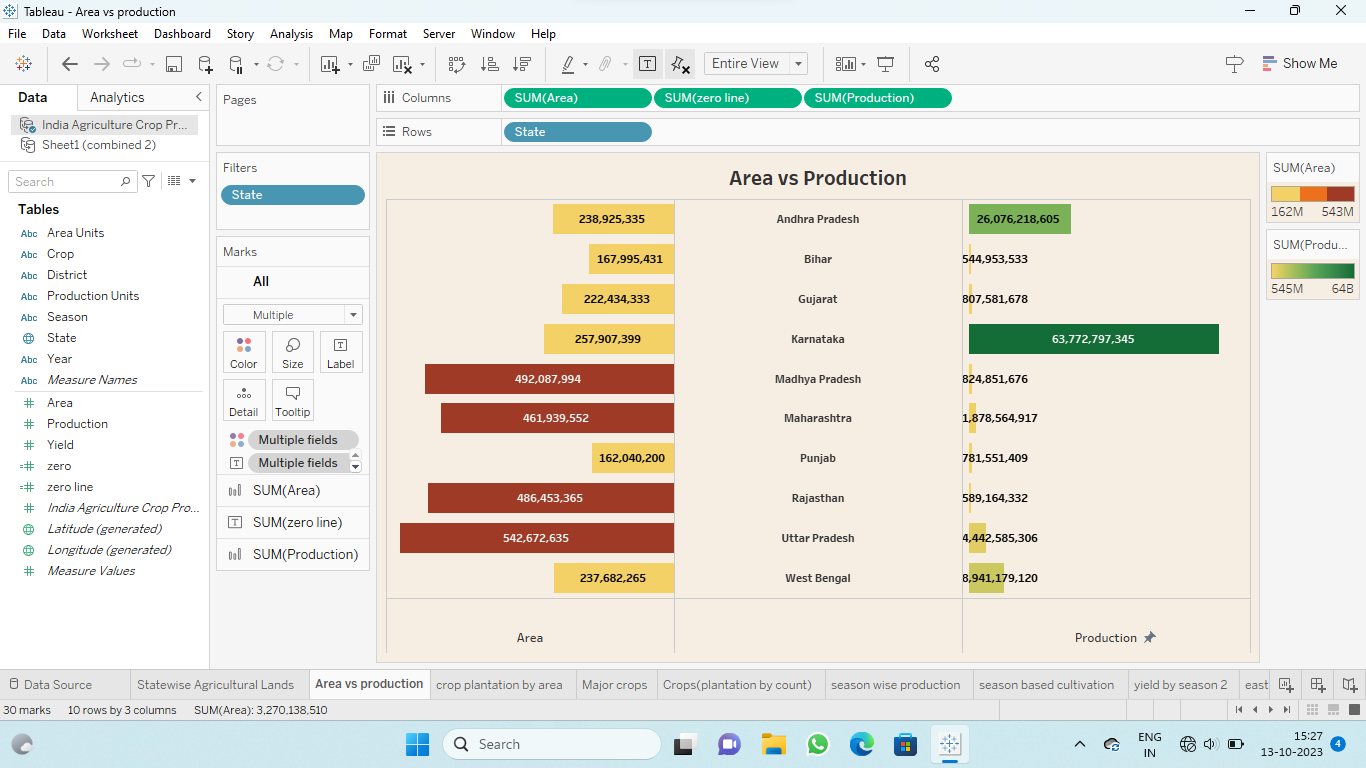 Tableau - Area vs production
File Data Worksheet Dashboard Story Analysis Map Format Server Window Help
Entire View
Show Me
Data Analytics
India Agriculture Crop Pr...
Sheet1 (combined 2)
Search
Tables
Abc Area Units
Abc Crop
Abc District
Abc Production Units
Abc Season
State
Abc Year
Abc Measure Names
Area
Production
Yield
zero
zero line
India Agriculture Crop Pro...
Latitude (generated)
Longitude (generated)
Measure Values
Pages
Filters
State
Marks
All
Multiple
Color Size Label
Detail Tooltip
Multiple fields
Multiple fields
SUM(Area)
SUM(zero line)
SUM(Production)
Columns SUM(Area) SUM(zero line) SUM(Production)
Rows State
Area vs Production
238,925,335 Andhra Pradesh 26,076,218,605
167,995,431 Bihar 544,953,533
222,434,333 Gujarat 807,581,678
257,907,399 Karnataka 63,772,797,345
492,087,994 Madhya Pradesh 824,851,676
461,939,552 Maharashtra 1,878,564,917
162,040,200 Punjab 781,551,409
486,453,365 Rajasthan 589,164,332
542,672,635 Uttar Pradesh 4,442,585,306
237,682,265 West Bengal 8,941,179,120
Area Production
SUM(Area)
162M 543M
SUM(Produ...
545M 64B
Data Source Statewise Agricultural Lands Area vs production crop plantation by area Major crops Crops(plantation by count) season wise production season based cultivation yield by season 2 east
30 marks 10 rows by 3 columns SUM(Area): 3,270,138,510
Search
ENG
IN
15:27
13-10-2023
4